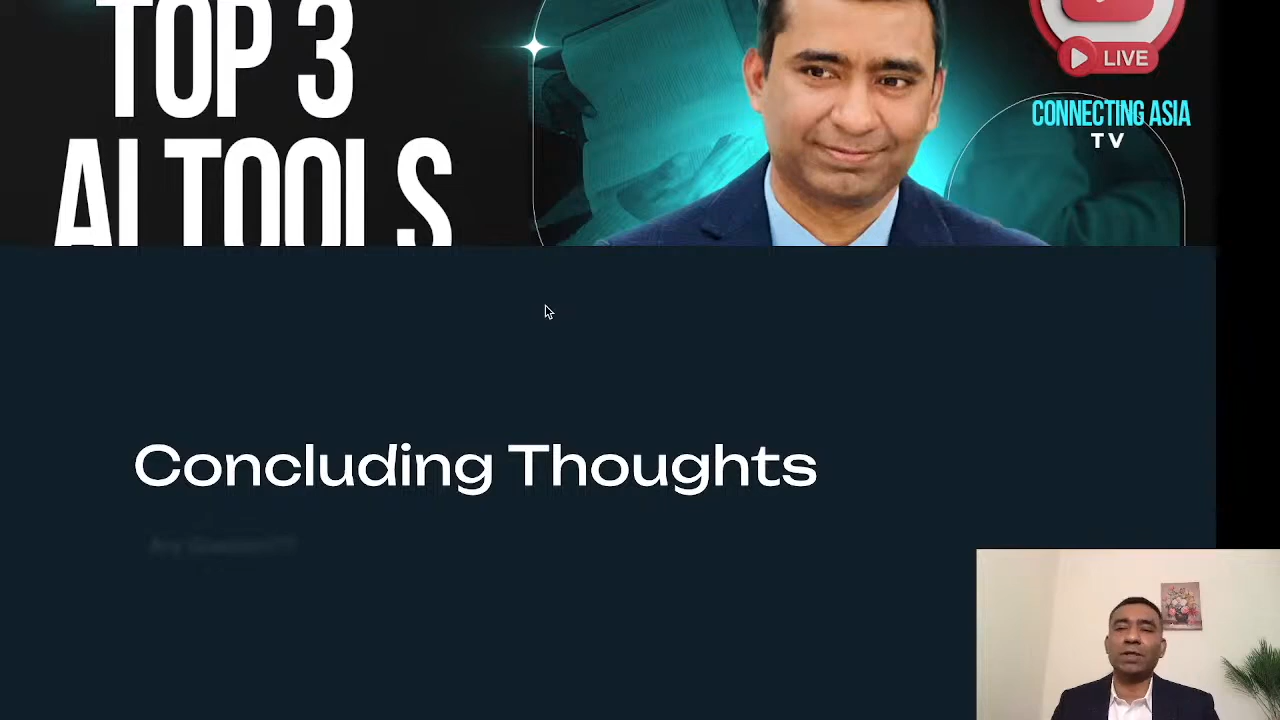 TOP 3
AI TOOLS
LIVE
CONNECTING ASIA
TV
Concluding Thoughts